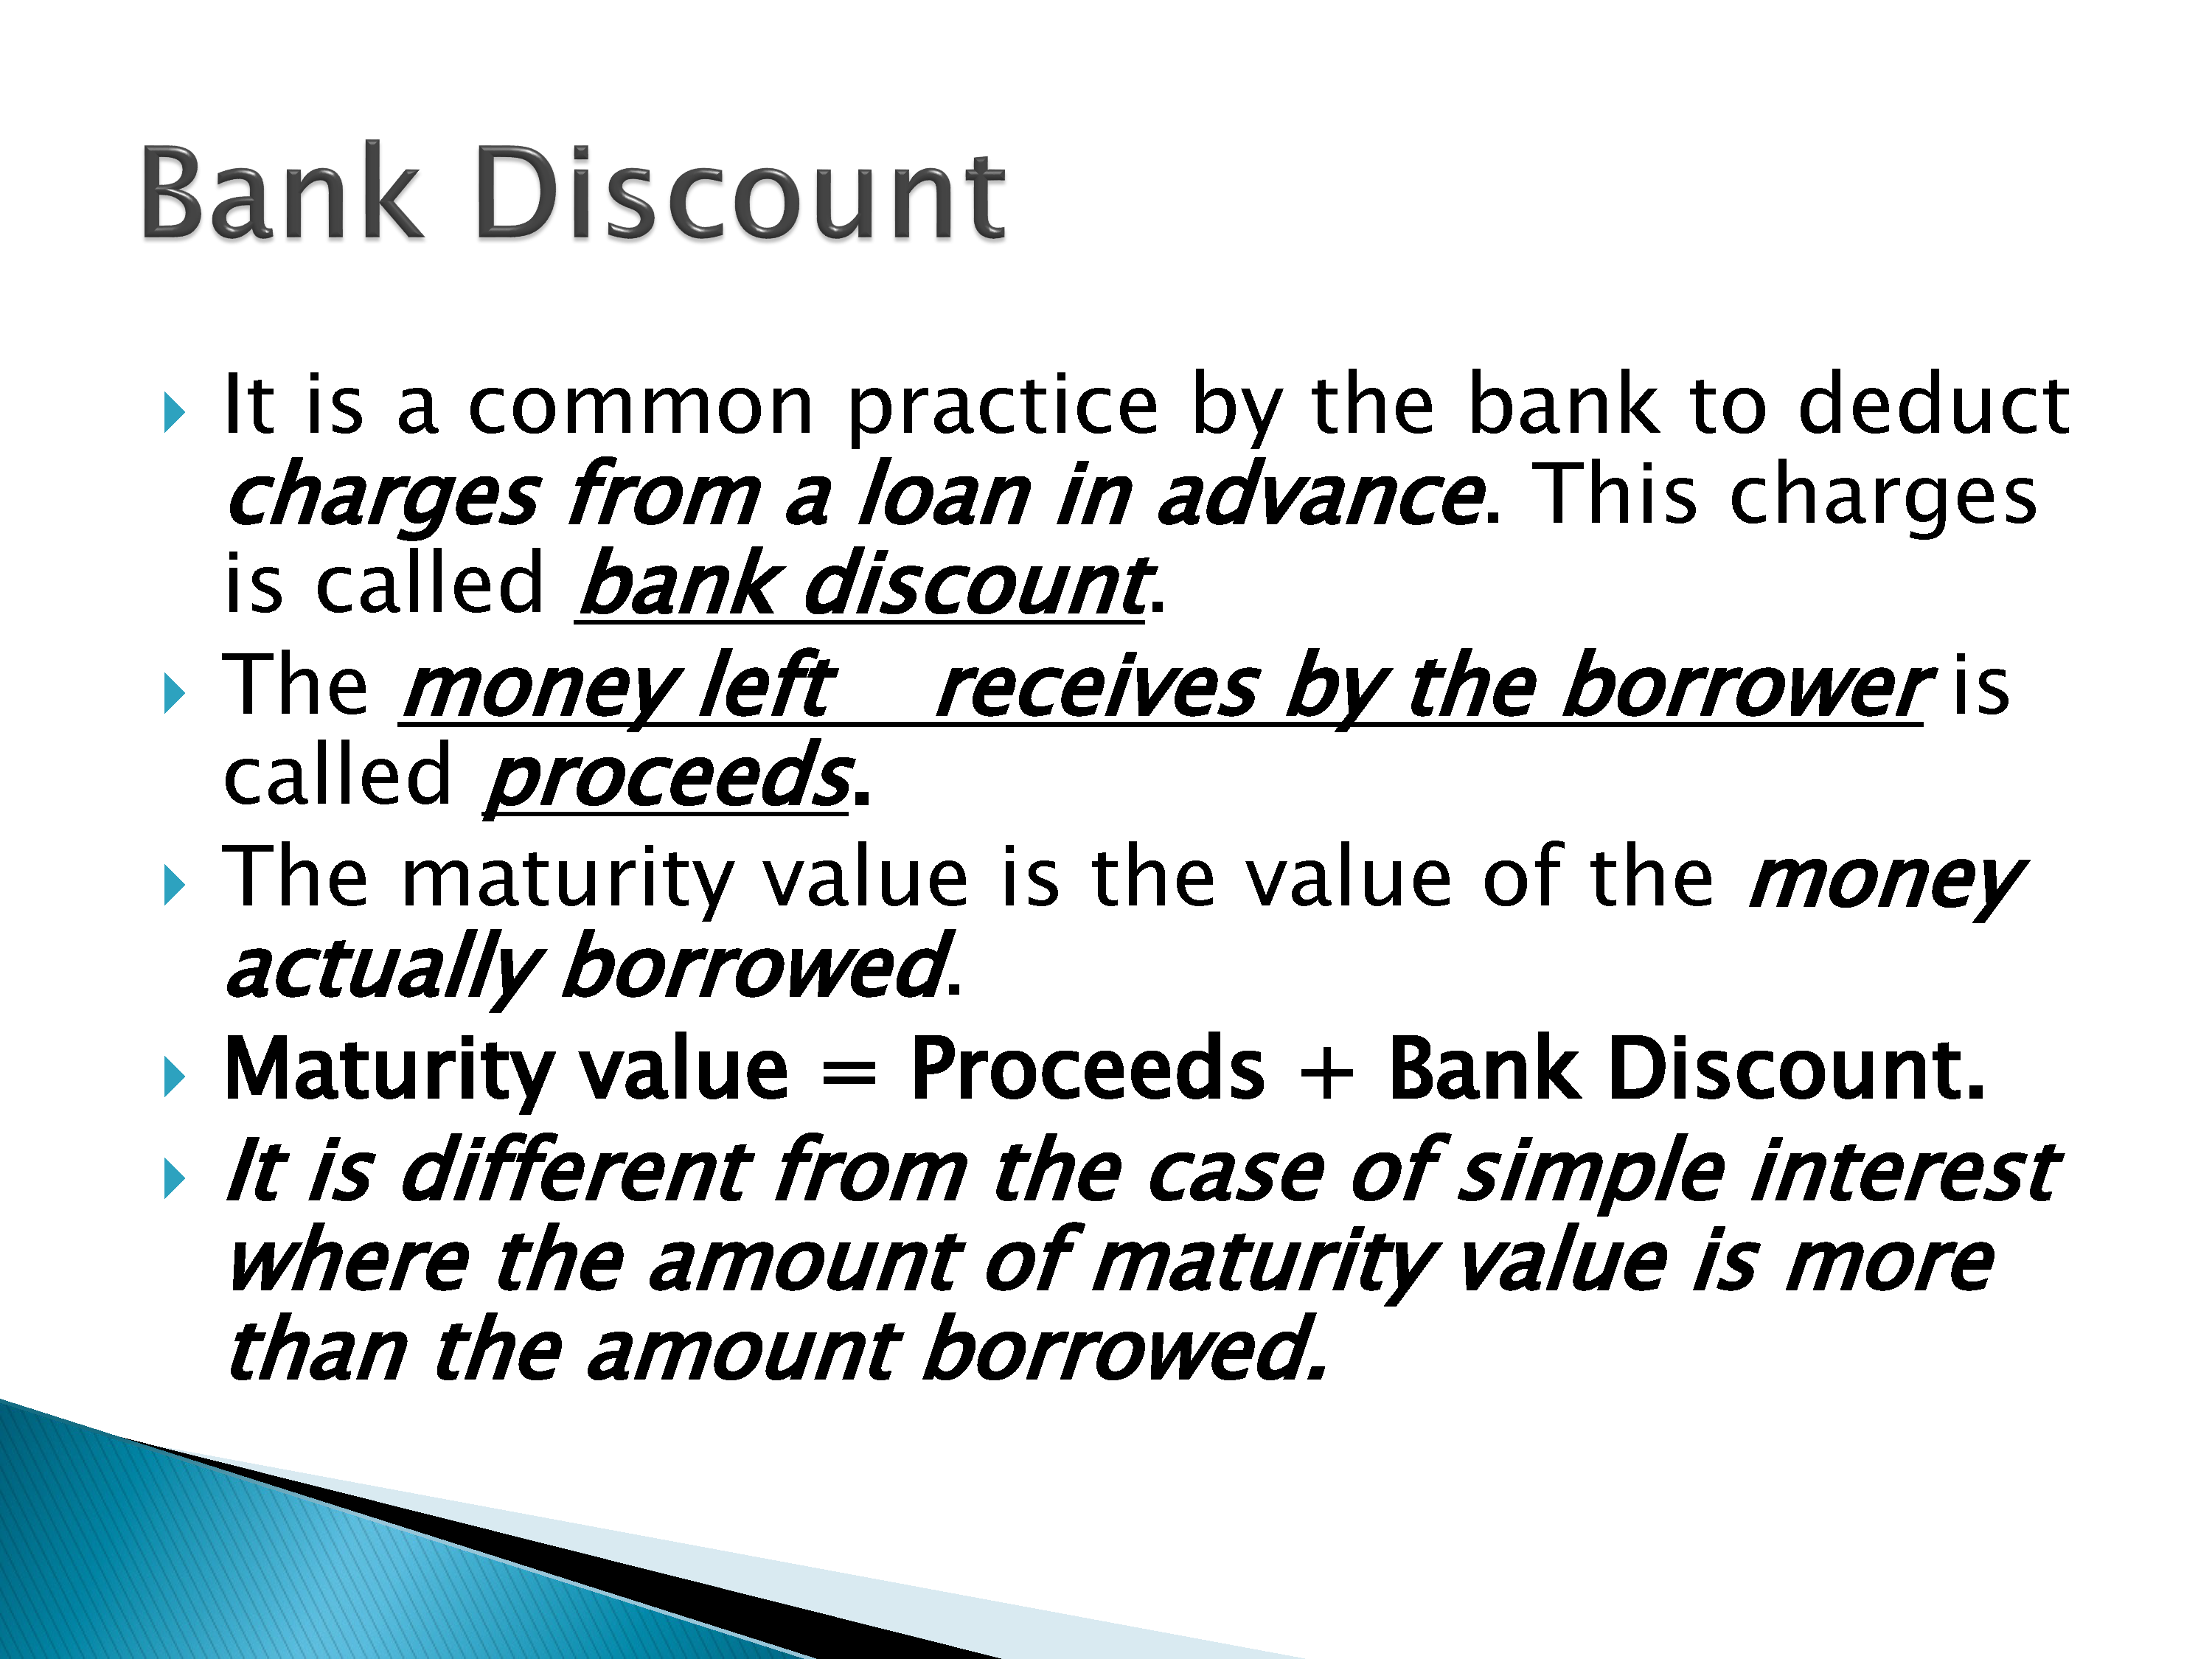 Bank Discount
It is a common practice by the bank to deduct
charges from a loan in advance. This charges
is called bank discount.
The money left receives by the borrower is
called proceeds.
The maturity value is the value of the money
actually borrowed.
Maturity value = Proceeds + Bank Discount.
It is different from the case of simple interest
where the amount of maturity value is more
than the amount borrowed.